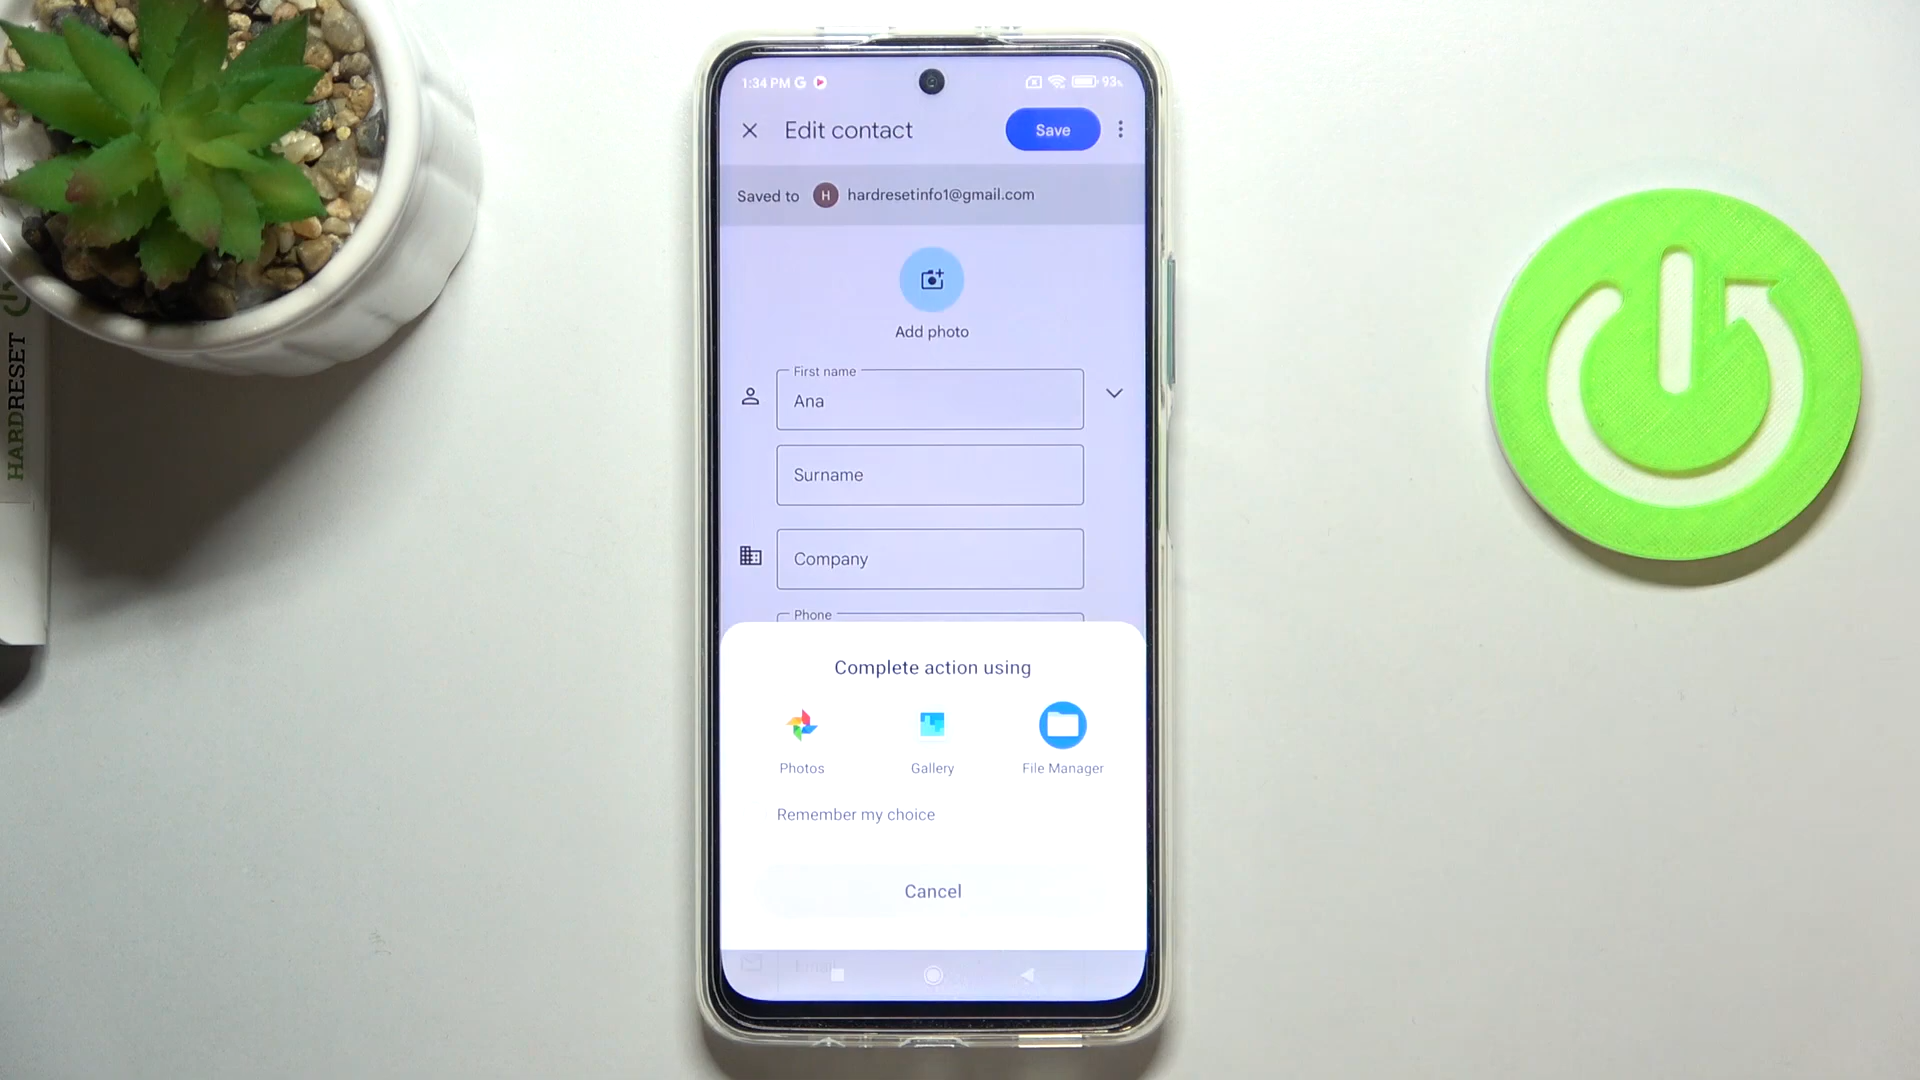 1:34 PM G
93%
Edit contact
Save
Saved to H hardresetinfo1@gmail.com
Add photo
First name
Ana
Surname
Company
Phone
Complete action using
Photos
Gallery
File Manager
Remember my choice
Cancel
Email
HARDRESET